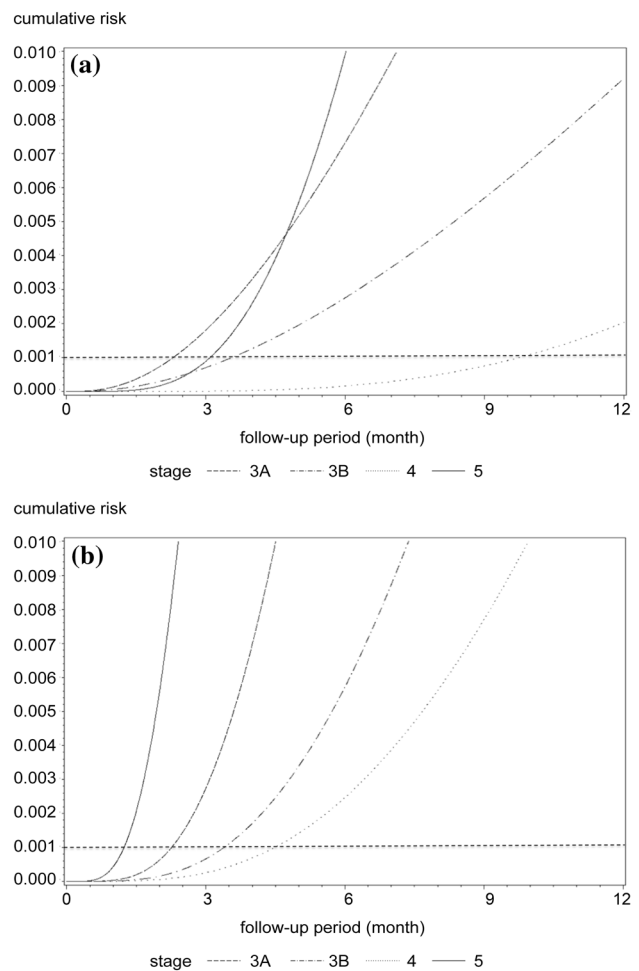 cumulative risk
(a)
0.010
0.009
0.008
0.007
0.006
0.005
0.004
0.003
0.002
0.001
0.000
0 3 6 9 12
follow-up period (month)
stage 3A 3B 4 5
cumulative risk
(b)
0.010
0.009
0.008
0.007
0.006
0.005
0.004
0.003
0.002
0.001
0.000
0 3 6 9 12
follow-up period (month)
stage 3A 3B 4 5